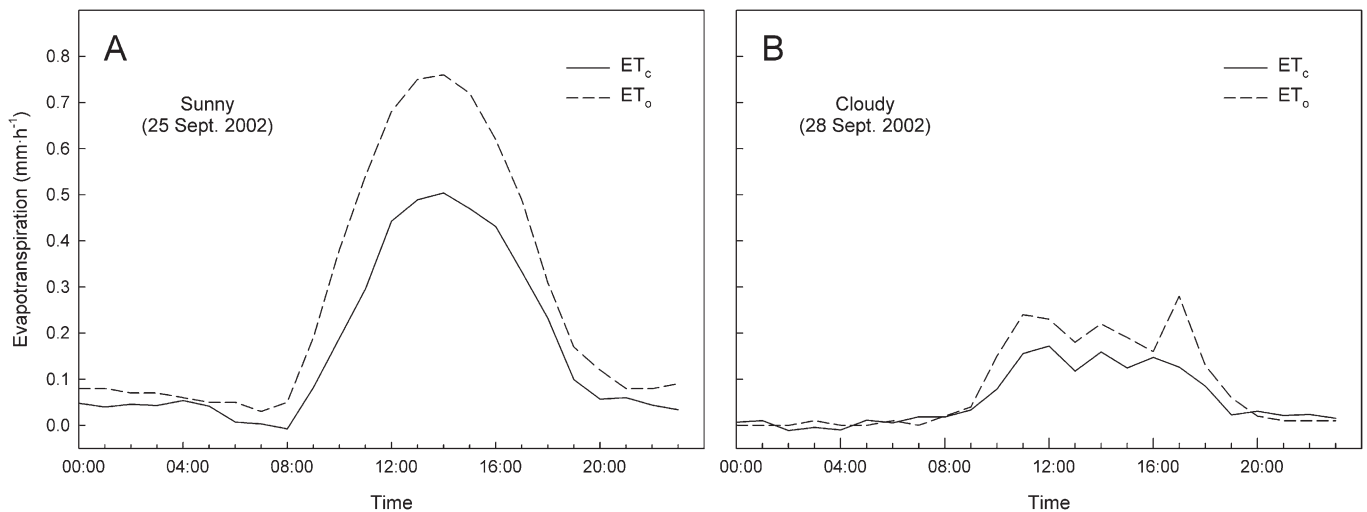 A
ETc
ETo
Sunny
(25 Sept. 2002)
Evapotranspiration (mm·h-1)
0.8
0.7
0.6
0.5
0.4
0.3
0.2
0.1
0.0
00:00 04:00 08:00 12:00 16:00 20:00
Time
B
ETc
ETo
Cloudy
(28 Sept. 2002)
00:00 04:00 08:00 12:00 16:00 20:00
Time